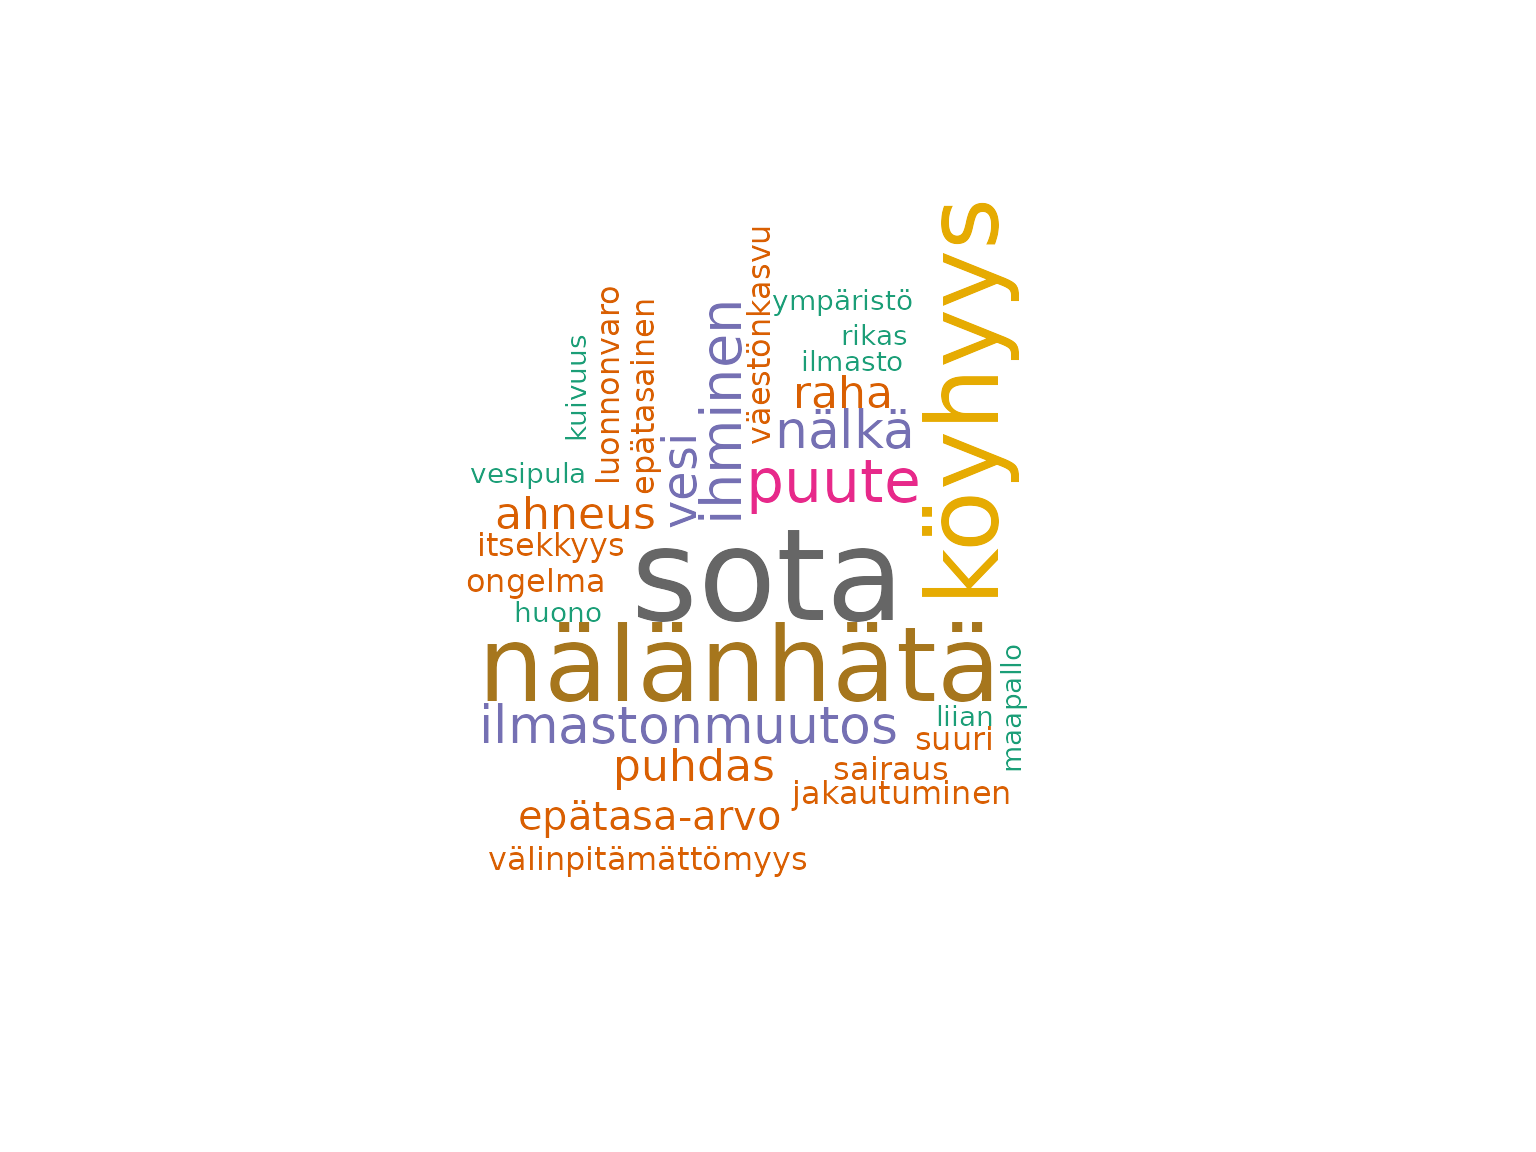 köyhyys
väestönkasvu
ympäristö
luonnonvaro
epätasainen
ihminen
kuivuus
rikas
ilmasto
raha
nälkä
vesi
vesipula
puute
ahneus
itsekkyys
sota
ongelma
huono
nälänhätä
maapallo
ilmastonmuutos
liian
suuri
puhdas
sairaus
jakautuminen
epätasa-arvo
välinpitämättömyys